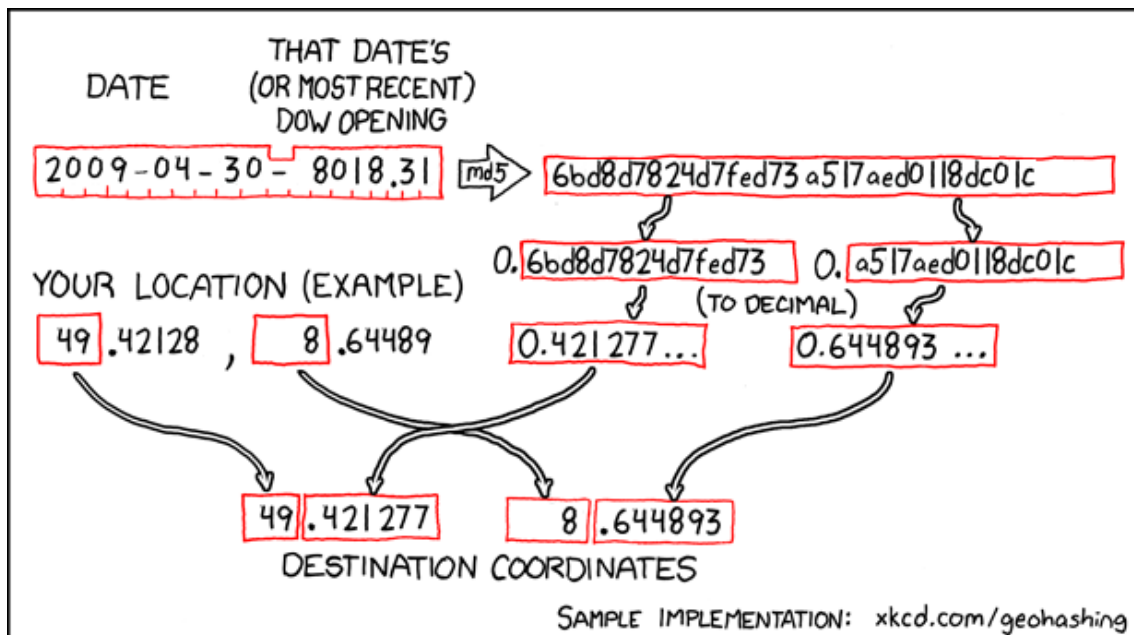 DATE
THAT DATE'S
(OR MOST RECENT)
DOW OPENING
2009-04-30-8018.31
md5
6bd8d7824d7fed73a517aed0118dc01c
0.6bd8d7824d7fed73
0.a517aed0118dc01c
(TO DECIMAL)
YOUR LOCATION (EXAMPLE)
49.42128, 8.64489
0.421277...
0.644893...
49.421277
8.644893
DESTINATION COORDINATES
SAMPLE IMPLEMENTATION: xkcd.com/geohashing